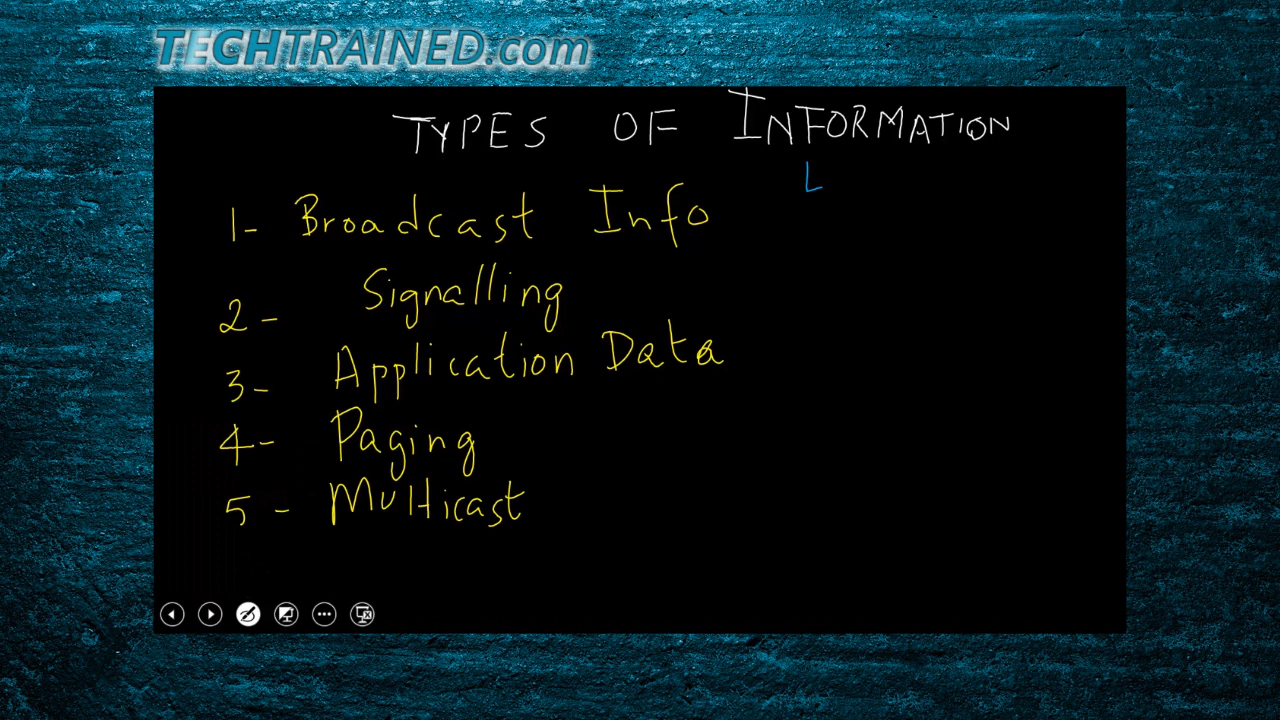 TECHTRAINED.com
TYPES OF INFORMATION
L
1- Broadcast Info
2- Signalling
3- Application Data
4- Paging
5- Multicast